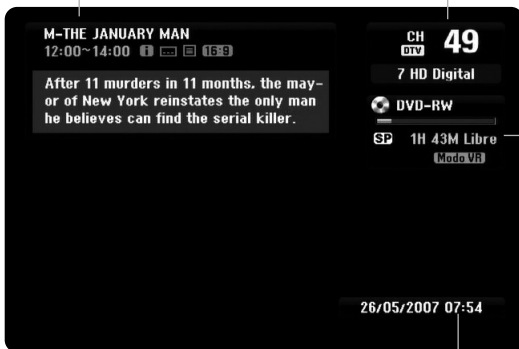 M-THE JANUARY MAN
12:00~14:00 i ... 16:9
After 11 murders in 11 months, the may-
or of New York reinstates the only man
he believes can find the serial killer.
CH
DTV 49
7 HD Digital
DVD-RW
SP 1H 43M Libre
Modo VR
26/05/2007 07:54